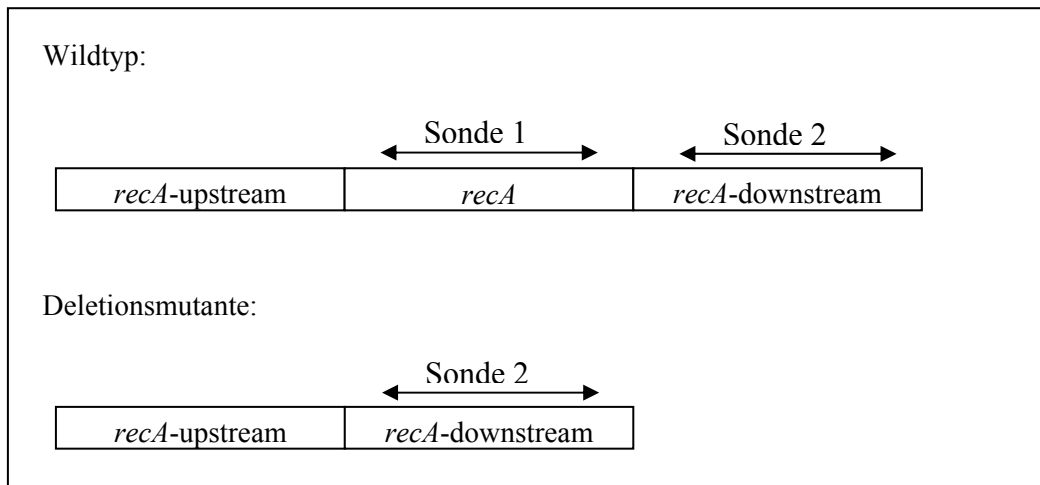 Wildtyp:
Sonde 1 Sonde 2
recA-upstream recA recA-downstream
Deletionsmutante:
Sonde 2
recA-upstream recA-downstream